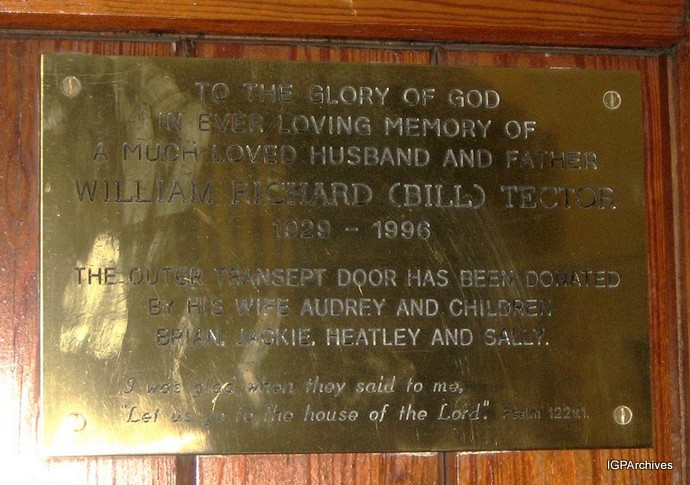 TO THE GLORY OF GOD
IN EVER LOVING MEMORY OF
A MUCH LOVED HUSBAND AND FATHER
WILLIAM RICHARD (BILL) TECTOR
1929 - 1996
THE OUTER TRANSEPT DOOR HAS BEEN DONATED
BY HIS WIFE AUDREY AND CHILDREN
BRIAN, JACKIE, HEATLEY AND SALLY.
I was glad when they said to me,
"Let us go to the house of the Lord". Psalm 122v1.
IGPArchives